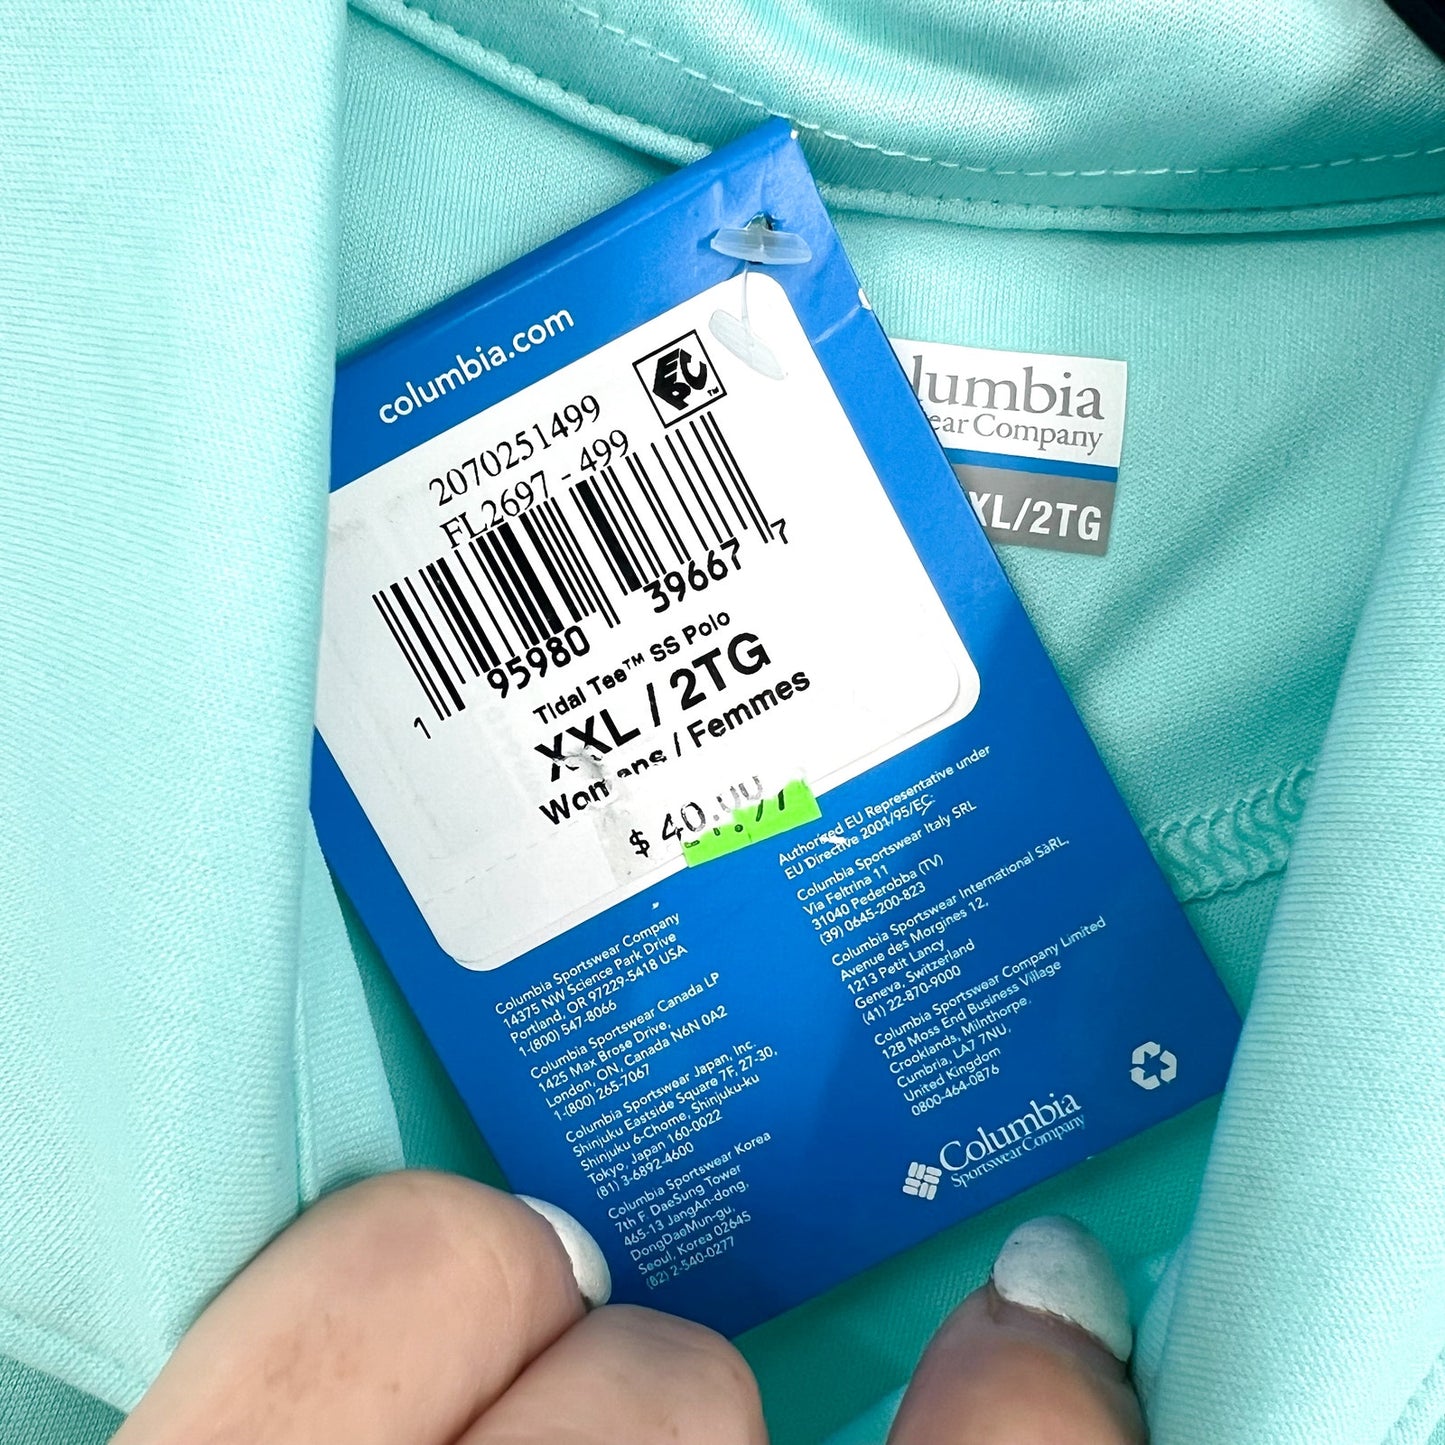 columbia.com
EPC™
2070251499
FL2697 - 499
1 95980 39667 7
Tidal Tee™ SS Polo
XXL / 2TG
Womens / Femmes
$ 40.00
Columbia Sportswear Company
14375 NW Science Park Drive
Portland, OR 97229-5418 USA
1-(800) 547-8066
Columbia Sportswear Canada LP
1425 Max Brose Drive,
London, ON, Canada N6N 0A2
1-(800) 265-7067
Columbia Sportswear Japan, Inc.
Shinjuku Eastside Square 7F, 27-30,
Shinjuku 6-Chome, Shinjuku-ku
Tokyo, Japan 160-0022
(81) 3-6892-4600
Columbia Sportswear Korea
7th F. DaeSung Tower
465-13 JangAn-dong,
DongDaeMun-gu,
Seoul, Korea 02645
(82) 2-540-0277
Authorized EU Representative under
EU Directive 2001/95/EC:
Columbia Sportswear Italy SRL
Via Feltrina 11
31040 Pederobba (TV)
(39) 0645-200-823
Columbia Sportswear International SàRL,
Avenue des Morgines 12,
1213 Petit Lancy
Geneva, Switzerland
(41) 22-870-9000
Columbia Sportswear Company Limited
12B Moss End Business Village
Crooklands, Milnthorpe,
Cumbria, LA7 7NU,
United Kingdom
0800-464-0876
Columbia
Sportswear Company
lumbia
ear Company
XL/2TG